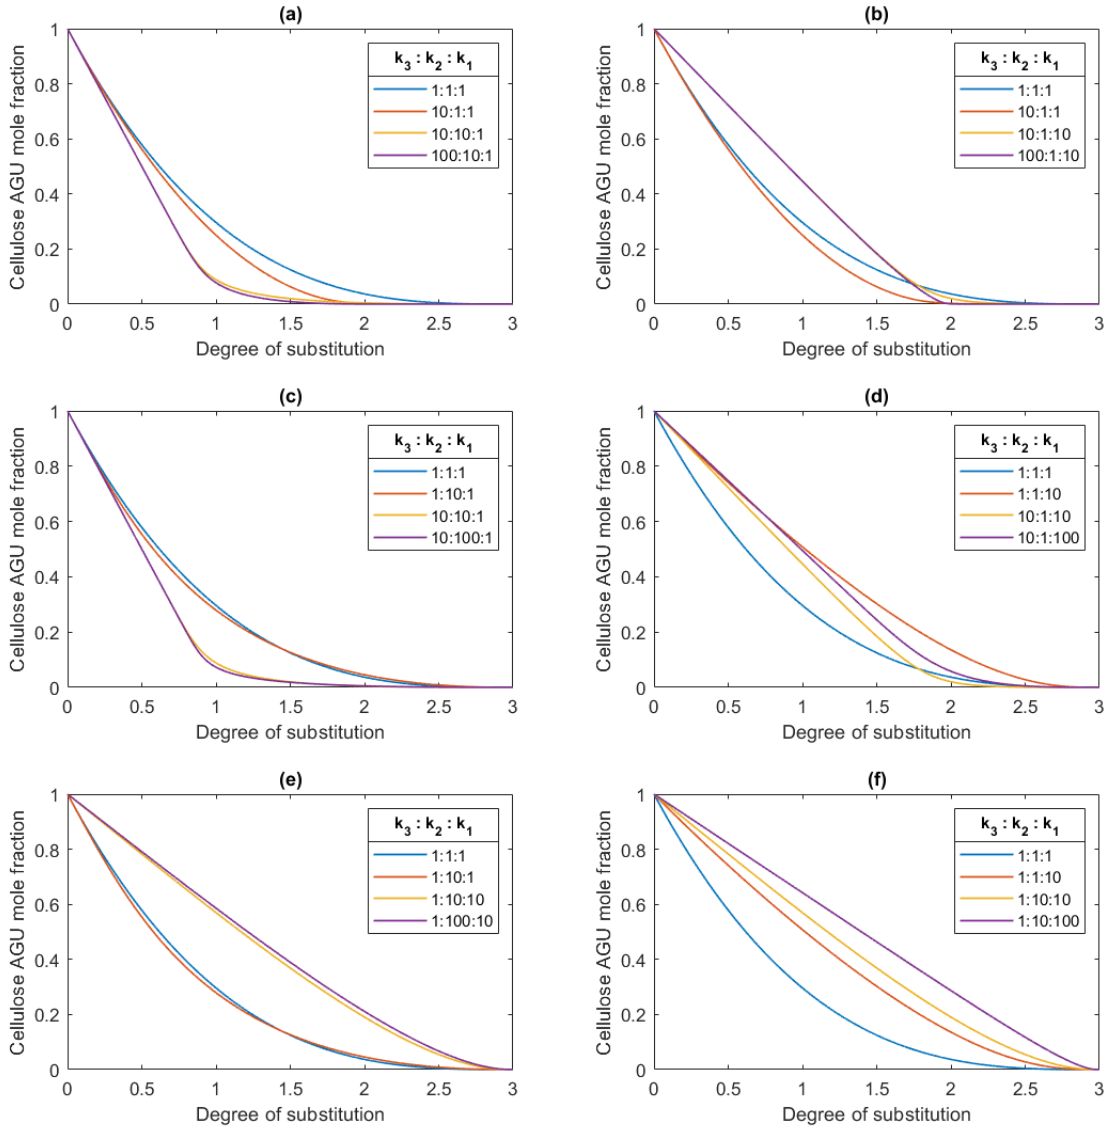 (a)
Cellulose AGU mole fraction
1
0.8
0.6
0.4
0.2
0
k3 : k2 : k1
1:1:1
10:1:1
10:10:1
100:10:1
0 0.5 1 1.5 2 2.5 3
Degree of substitution
(b)
Cellulose AGU mole fraction
1
0.8
0.6
0.4
0.2
0
k3 : k2 : k1
1:1:1
10:1:1
10:1:10
100:1:10
0 0.5 1 1.5 2 2.5 3
Degree of substitution
(c)
Cellulose AGU mole fraction
1
0.8
0.6
0.4
0.2
0
k3 : k2 : k1
1:1:1
1:10:1
10:10:1
10:100:1
0 0.5 1 1.5 2 2.5 3
Degree of substitution
(d)
Cellulose AGU mole fraction
1
0.8
0.6
0.4
0.2
0
k3 : k2 : k1
1:1:1
1:1:10
10:1:10
10:1:100
0 0.5 1 1.5 2 2.5 3
Degree of substitution
(e)
Cellulose AGU mole fraction
1
0.8
0.6
0.4
0.2
0
k3 : k2 : k1
1:1:1
1:10:1
1:10:10
1:100:10
0 0.5 1 1.5 2 2.5 3
Degree of substitution
(f)
Cellulose AGU mole fraction
1
0.8
0.6
0.4
0.2
0
k3 : k2 : k1
1:1:1
1:1:10
1:10:10
1:10:100
0 0.5 1 1.5 2 2.5 3
Degree of substitution